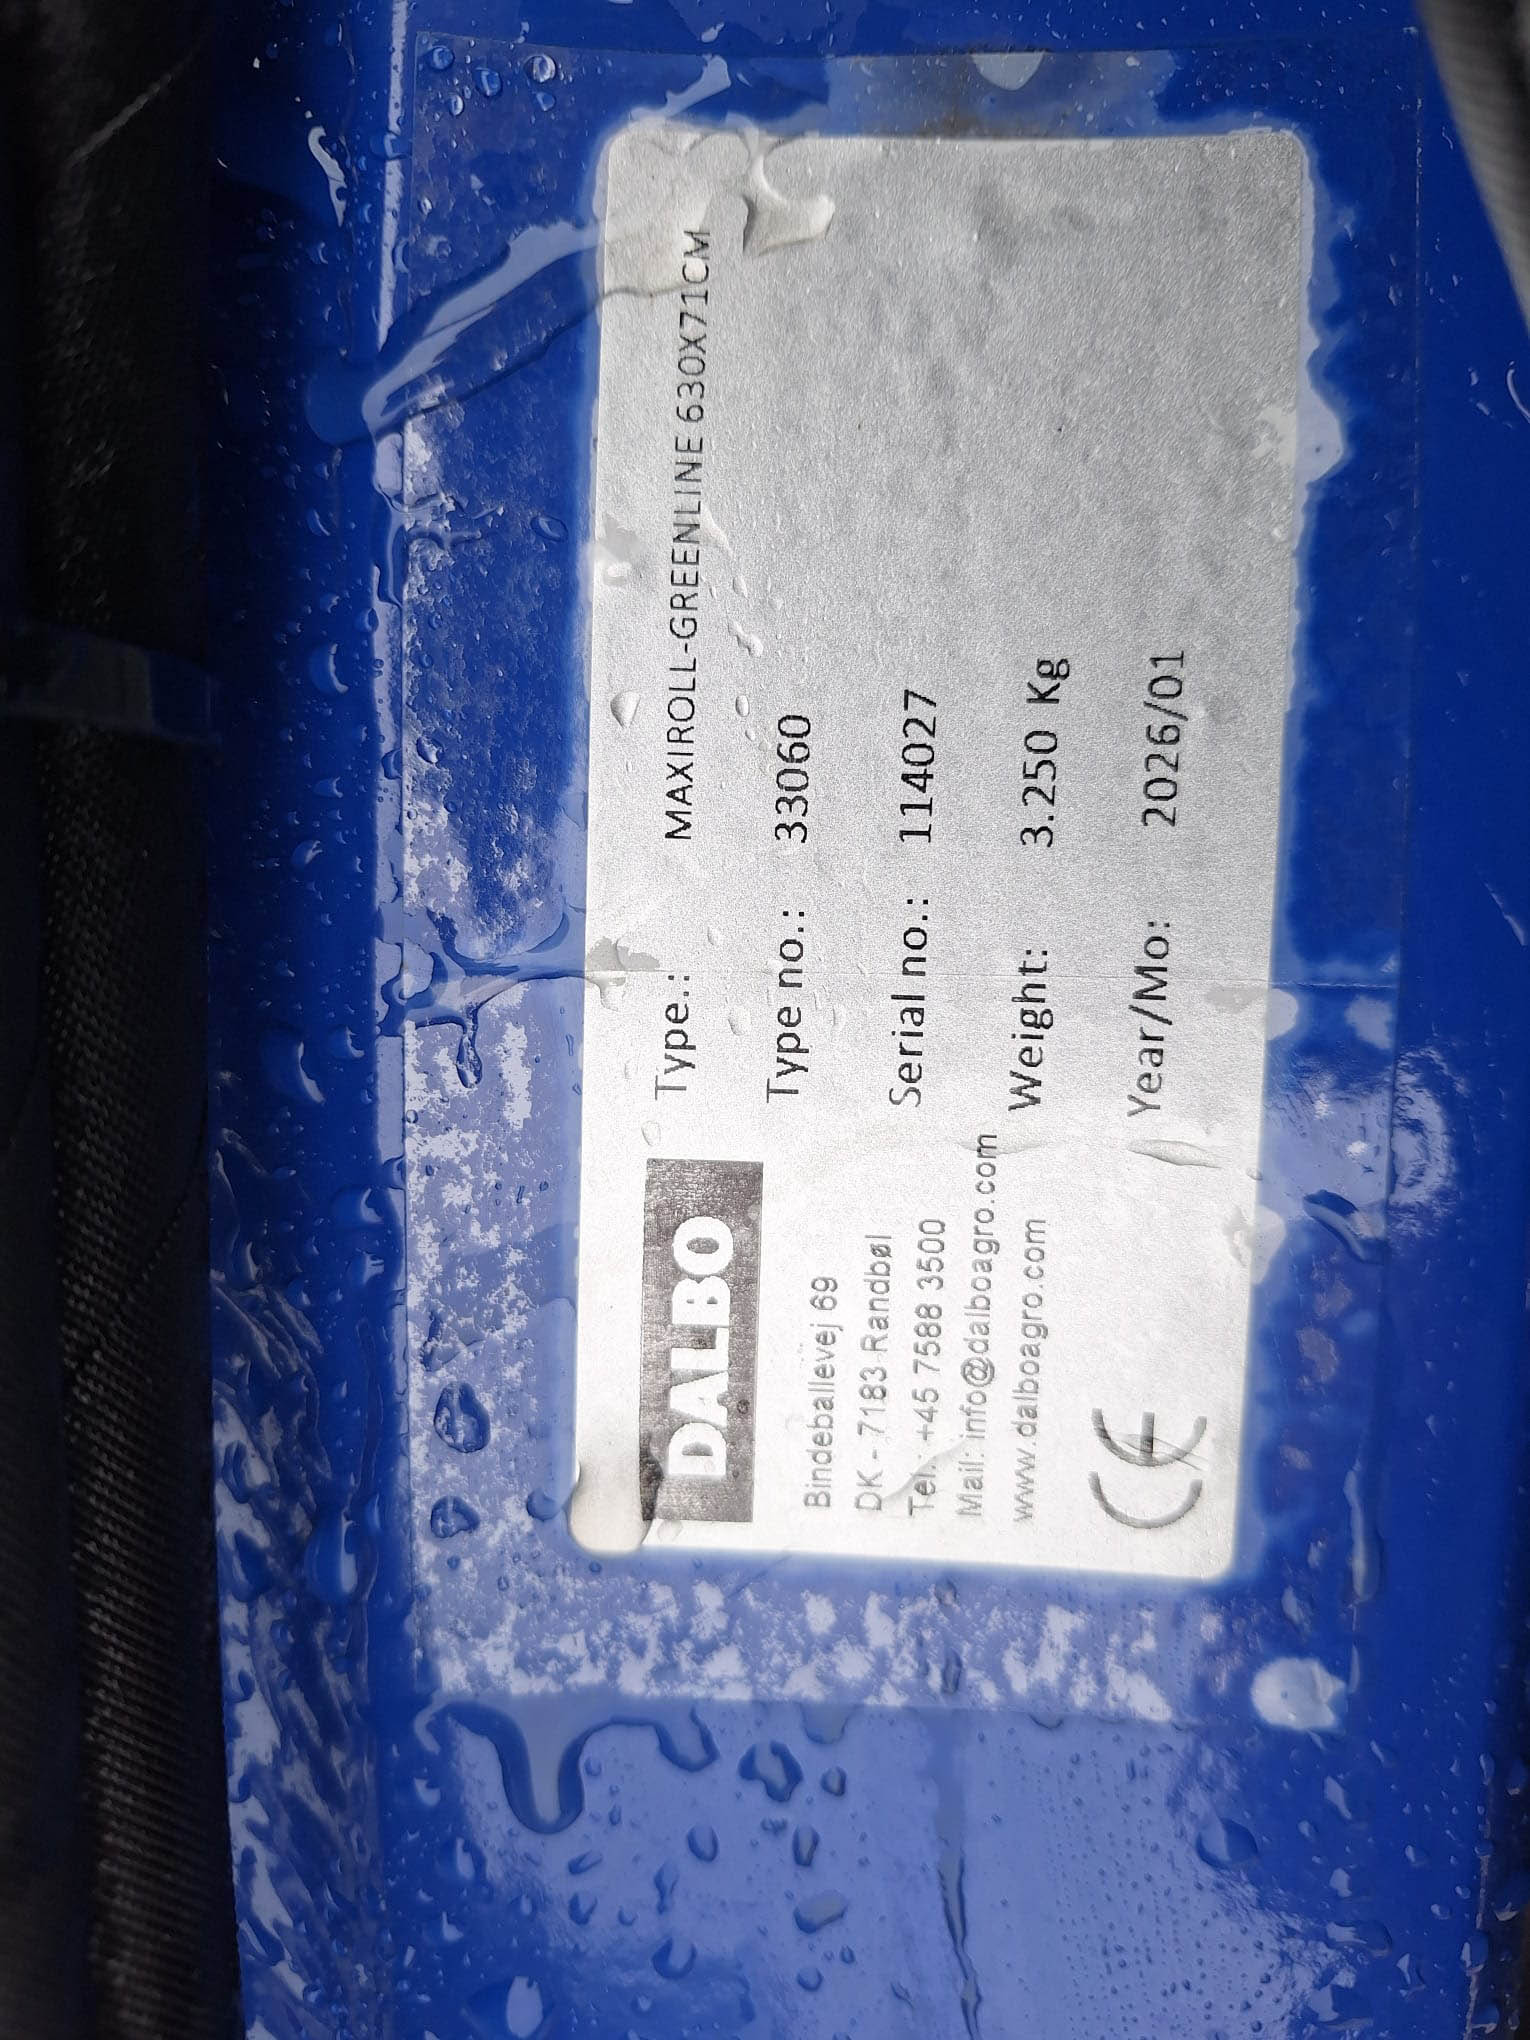 DALBO
Bindeballevej 69
DK - 7183 Randbøl
Tel.: +45 7588 3500
Mail: info@dalboagro.com
www.dalboagro.com
CE
Type.: MAXIROLL-GREENLINE 630X71CM
Type no.: 33060
Serial no.: 114027
Weight: 3.250 Kg
Year/Mo: 2026/01